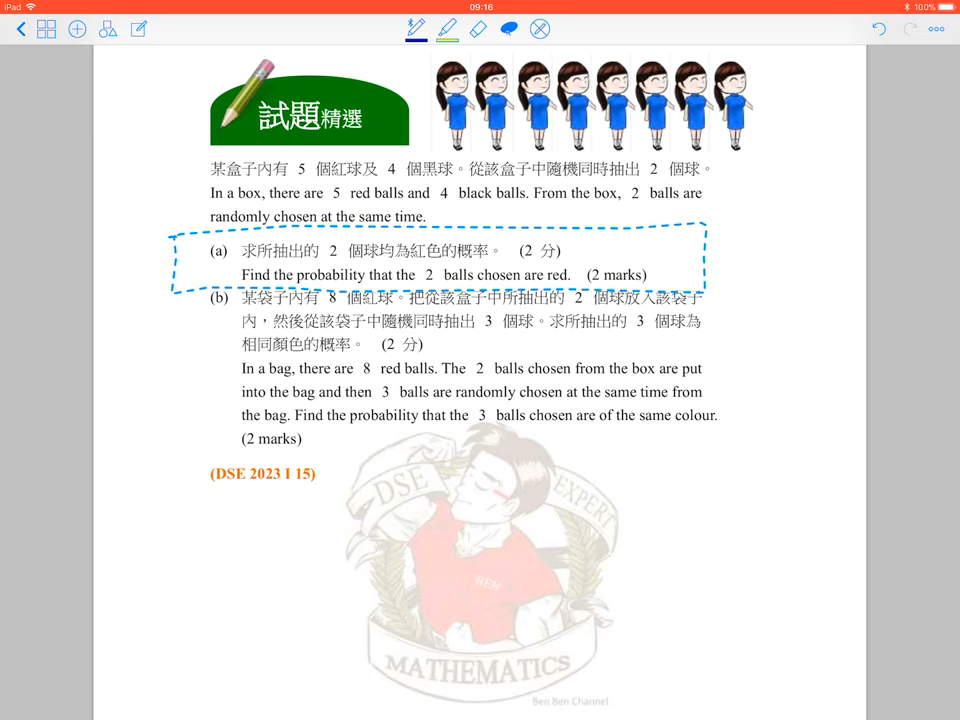 iPad
09:16
100%
試題精選
某盒子內有 5 個紅球及 4 個黑球。從該盒子中隨機同時抽出 2 個球。
In a box, there are 5 red balls and 4 black balls. From the box, 2 balls are
randomly chosen at the same time.
(a) 求所抽出的 2 個球均為紅色的概率。 (2 分)
Find the probability that the 2 balls chosen are red. (2 marks)
(b) 某袋子內有 8 個紅球。把從該盒子中所抽出的 2 個球放入該袋子
內，然後從該袋子中隨機同時抽出 3 個球。求所抽出的 3 個球為
相同顏色的概率。 (2 分)
In a bag, there are 8 red balls. The 2 balls chosen from the box are put
into the bag and then 3 balls are randomly chosen at the same time from
the bag. Find the probability that the 3 balls chosen are of the same colour.
(2 marks)
(DSE 2023 I 15)
DSE EXPERT
BEN
MATHEMATICS
Ben Ben Channel